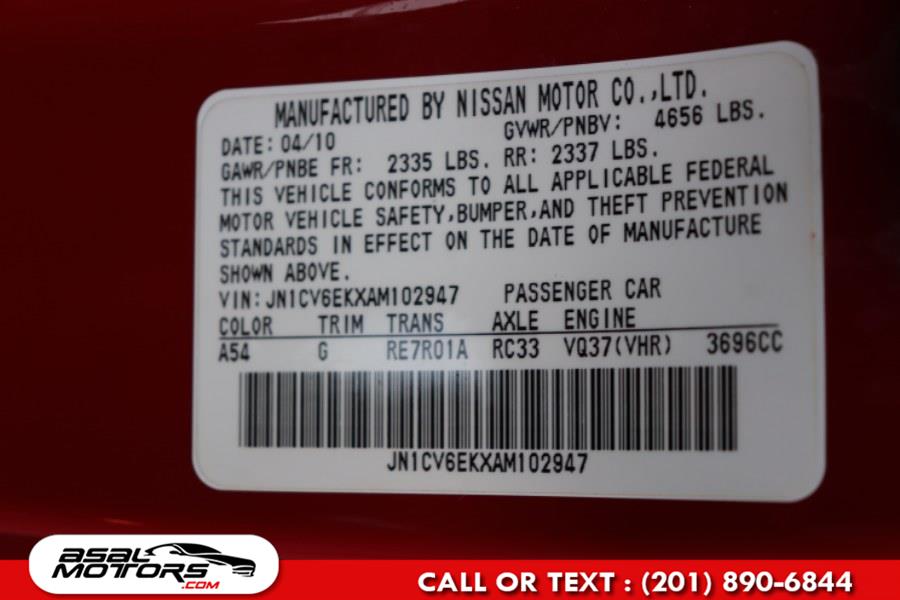 MANUFACTURED BY NISSAN MOTOR CO.,LTD.
DATE: 04/10 GVWR/PNBV: 4656 LBS.
GAWR/PNBE FR: 2335 LBS. RR: 2337 LBS.
THIS VEHICLE CONFORMS TO ALL APPLICABLE FEDERAL
MOTOR VEHICLE SAFETY,BUMPER,AND THEFT PREVENTION
STANDARDS IN EFFECT ON THE DATE OF MANUFACTURE
SHOWN ABOVE.
VIN:JN1CV6EKXAM102947 PASSENGER CAR
COLOR TRIM TRANS AXLE ENGINE
A54 G RE7R01A RC33 VQ37(VHR) 3696CC
JN1CV6EKXAM102947
ASAL
MOTORS.COM
CALL OR TEXT : (201) 890-6844